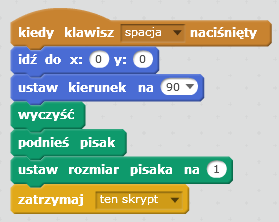 kiedy klawisz spacja naciśnięty
idź do x: 0 y: 0
ustaw kierunek na 90
wyczyść
podnieś pisak
ustaw rozmiar pisaka na 1
zatrzymaj ten skrypt